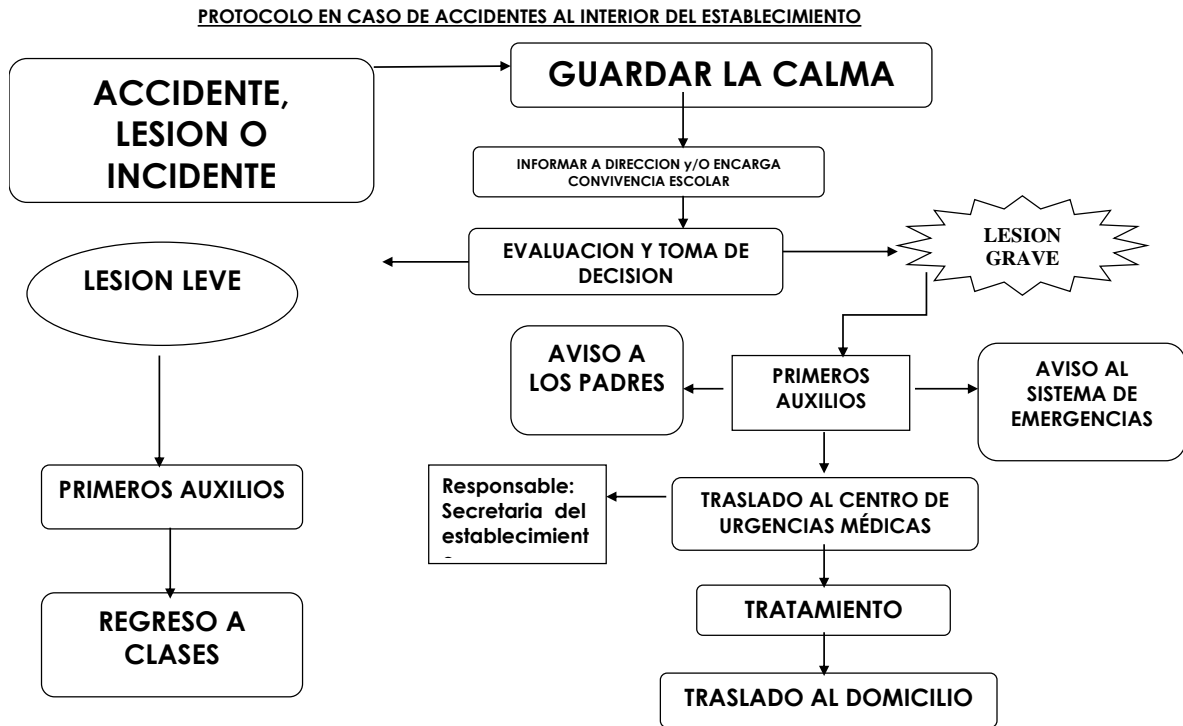 PROTOCOLO EN CASO DE ACCIDENTES AL INTERIOR DEL ESTABLECIMIENTO
ACCIDENTE,
LESION O
INCIDENTE
GUARDAR LA CALMA
INFORMAR A DIRECCION y/O ENCARGA
CONVIVENCIA ESCOLAR
EVALUACION Y TOMA DE
DECISION
LESION
GRAVE
LESION LEVE
AVISO A
LOS PADRES
PRIMEROS
AUXILIOS
AVISO AL
SISTEMA DE
EMERGENCIAS
PRIMEROS AUXILIOS
Responsable:
Secretaria del
establecimient
TRASLADO AL CENTRO DE
URGENCIAS MÉDICAS
REGRESO A
CLASES
TRATAMIENTO
TRASLADO AL DOMICILIO